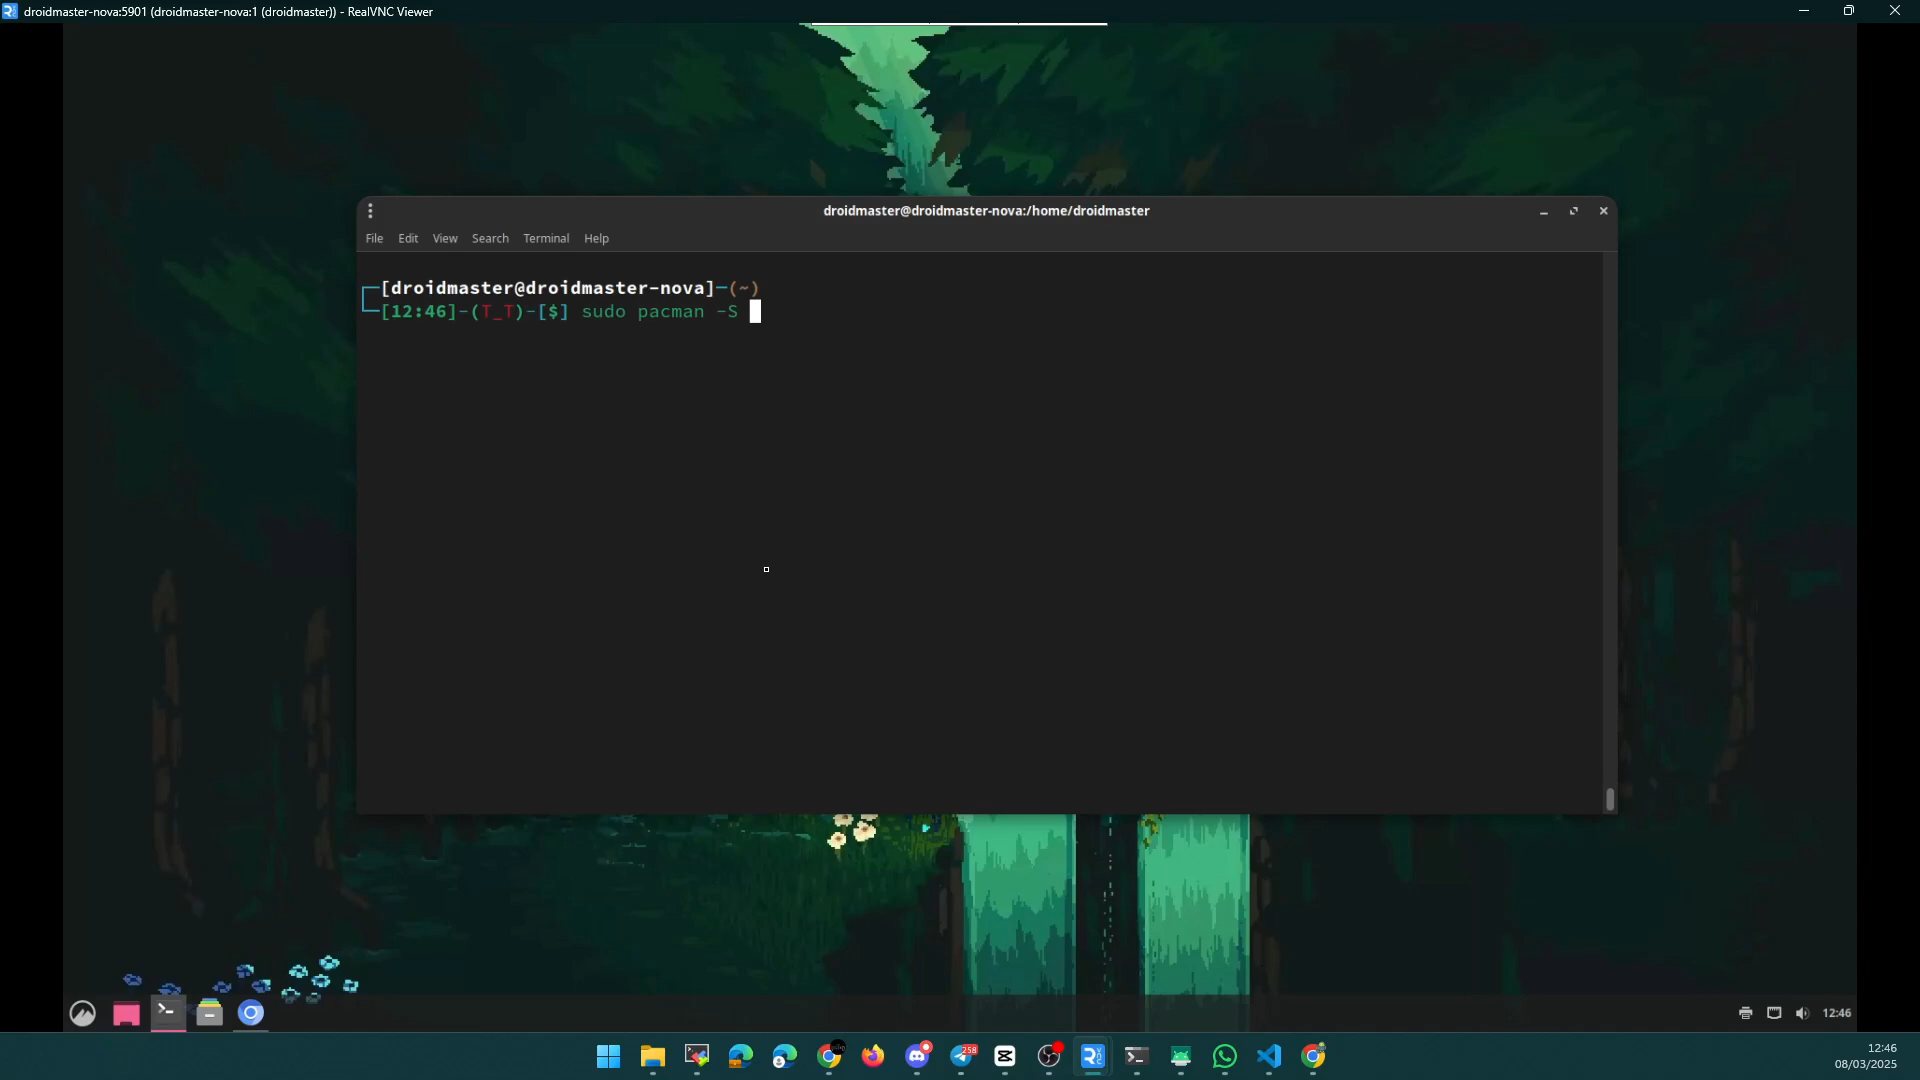 droidmaster-nova:5901 (droidmaster-nova:1 (droidmaster)) - RealVNC Viewer
droidmaster@droidmaster-nova:/home/droidmaster
File Edit View Search Terminal Help
[droidmaster@droidmaster-nova]-(~)
[12:46]-(T_T)-[$] sudo pacman -S
12:46
258
12:46
08/03/2025